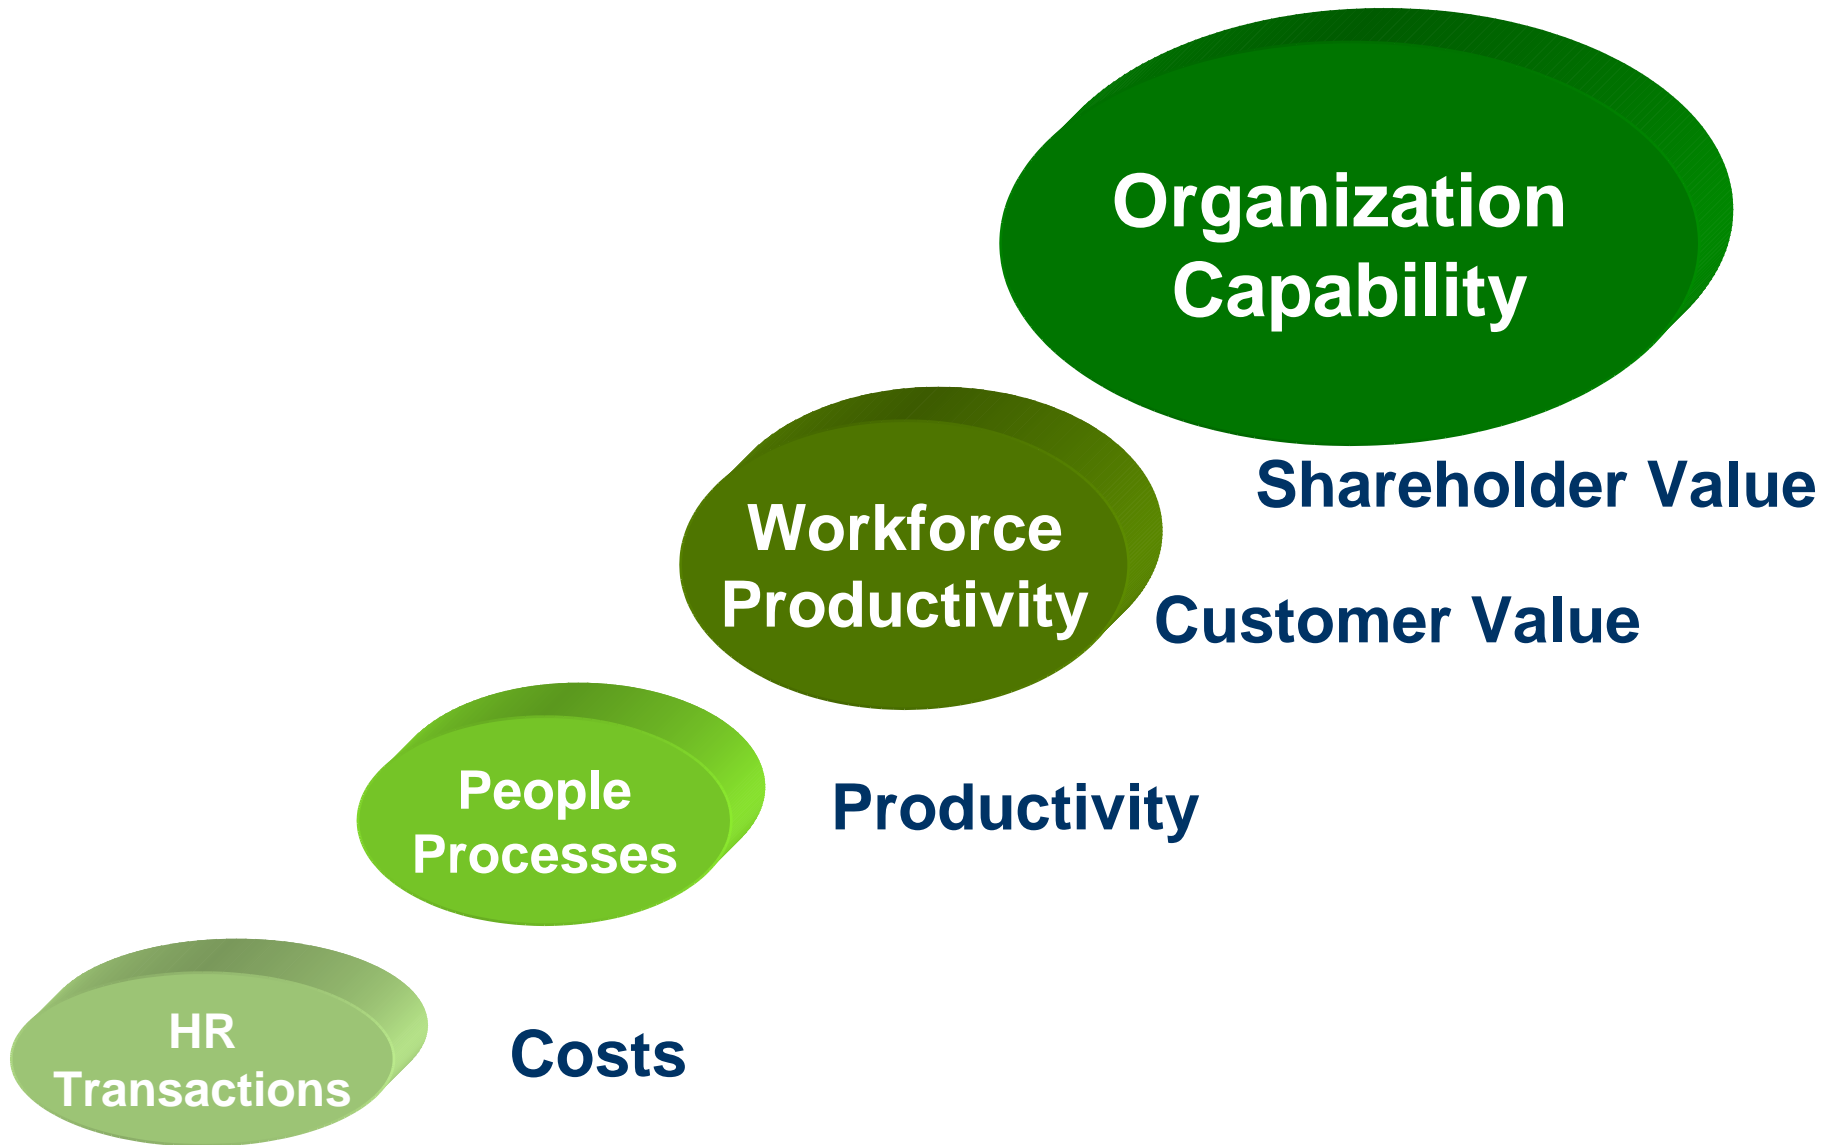 Organization
Capability
Shareholder Value
Workforce
Productivity
Customer Value
People
Processes
Productivity
HR
Transactions
Costs